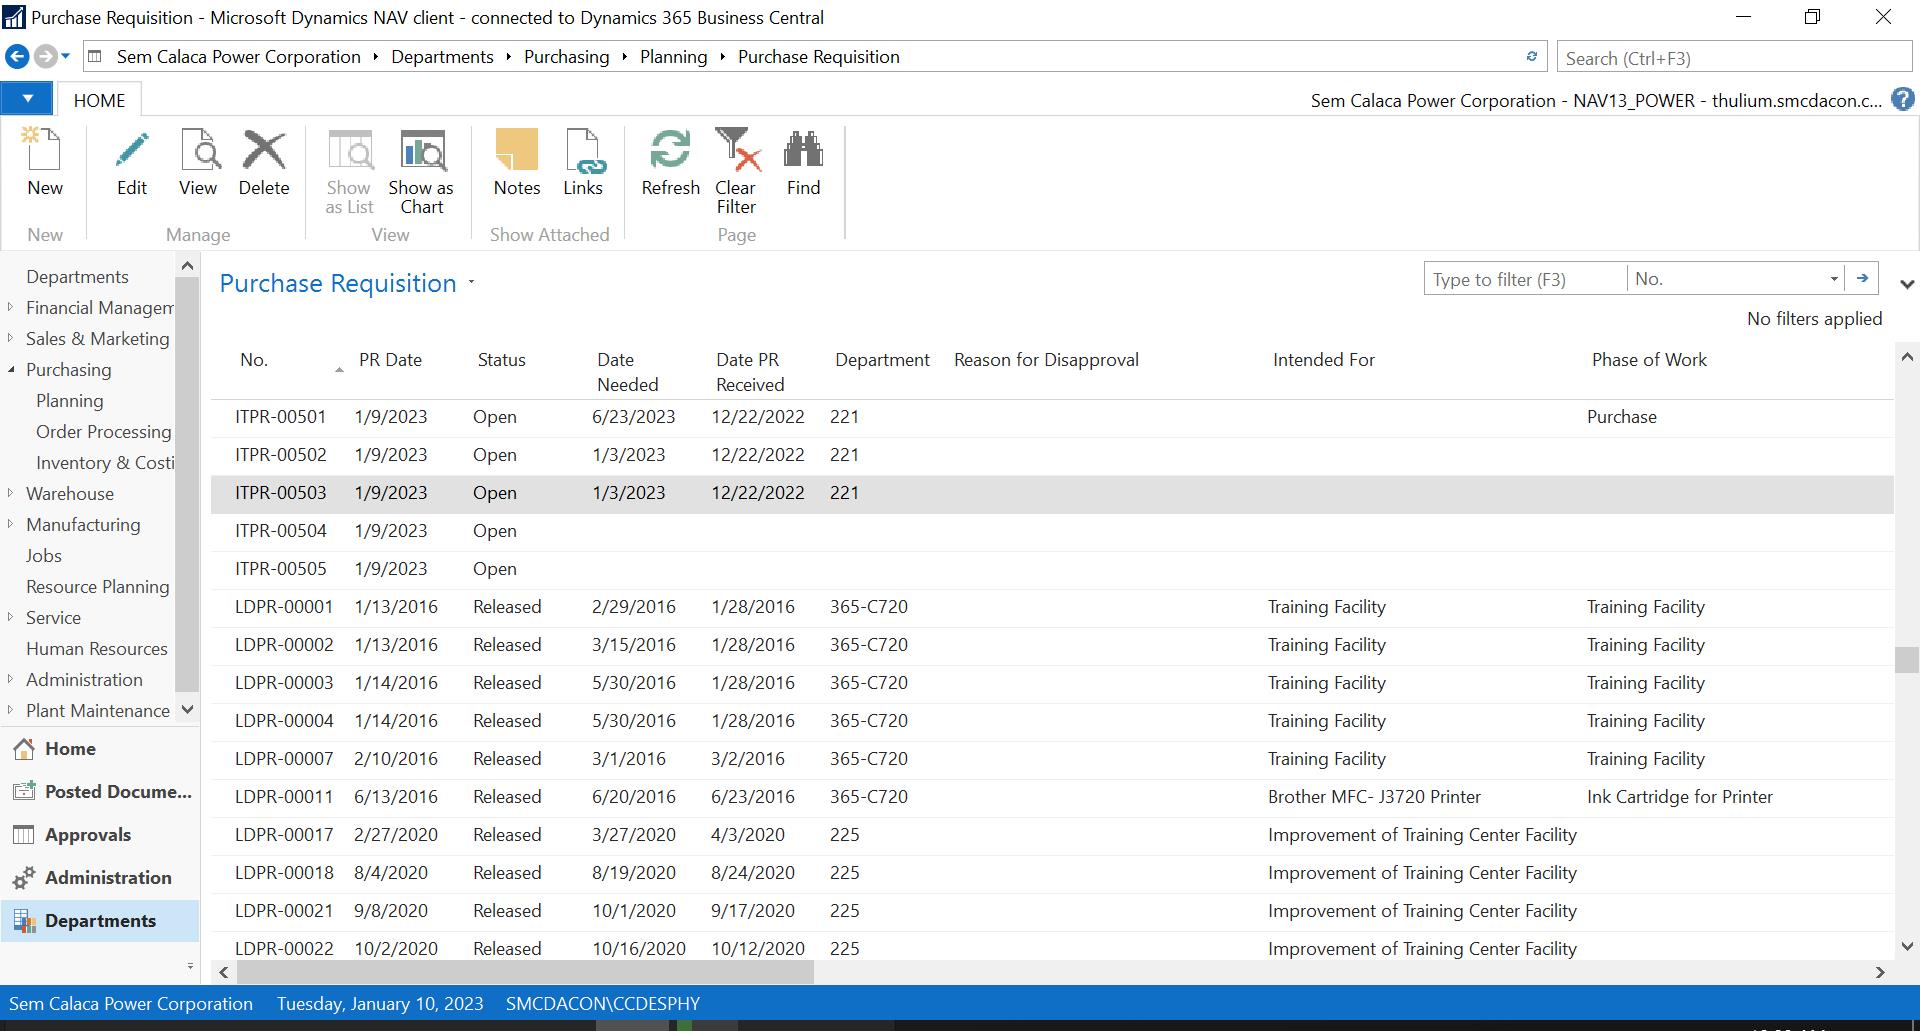 Purchase Requisition - Microsoft Dynamics NAV client - connected to Dynamics 365 Business Central
Sem Calaca Power Corporation Departments Purchasing Planning Purchase Requisition
Search (Ctrl+F3)
HOME
Sem Calaca Power Corporation - NAV13_POWER - thulium.smcdacon.c...
New
Edit View Delete
Show as List
Show as Chart
Notes Links
Refresh
Clear Filter
Find
New Manage View Show Attached Page
Departments
Financial Managem
Sales & Marketing
Purchasing
Planning
Order Processing
Inventory & Costi
Warehouse
Manufacturing
Jobs
Resource Planning
Service
Human Resources
Administration
Plant Maintenance
Home
Posted Docume...
Approvals
Administration
Departments
Purchase Requisition
Type to filter (F3) No.
No filters applied
No. PR Date Status Date Needed Date PR Received Department Reason for Disapproval Intended For Phase of Work
ITPR-00501 1/9/2023 Open 6/23/2023 12/22/2022 221 Purchase
ITPR-00502 1/9/2023 Open 1/3/2023 12/22/2022 221
ITPR-00503 1/9/2023 Open 1/3/2023 12/22/2022 221
ITPR-00504 1/9/2023 Open
ITPR-00505 1/9/2023 Open
LDPR-00001 1/13/2016 Released 2/29/2016 1/28/2016 365-C720 Training Facility Training Facility
LDPR-00002 1/13/2016 Released 3/15/2016 1/28/2016 365-C720 Training Facility Training Facility
LDPR-00003 1/14/2016 Released 5/30/2016 1/28/2016 365-C720 Training Facility Training Facility
LDPR-00004 1/14/2016 Released 5/30/2016 1/28/2016 365-C720 Training Facility Training Facility
LDPR-00007 2/10/2016 Released 3/1/2016 3/2/2016 365-C720 Training Facility Training Facility
LDPR-00011 6/13/2016 Released 6/20/2016 6/23/2016 365-C720 Brother MFC- J3720 Printer Ink Cartridge for Printer
LDPR-00017 2/27/2020 Released 3/27/2020 4/3/2020 225 Improvement of Training Center Facility
LDPR-00018 8/4/2020 Released 8/19/2020 8/24/2020 225 Improvement of Training Center Facility
LDPR-00021 9/8/2020 Released 10/1/2020 9/17/2020 225 Improvement of Training Center Facility
LDPR-00022 10/2/2020 Released 10/16/2020 10/12/2020 225 Improvement of Training Center Facility
Sem Calaca Power Corporation Tuesday, January 10, 2023 SMCDACON\CCDESPHY